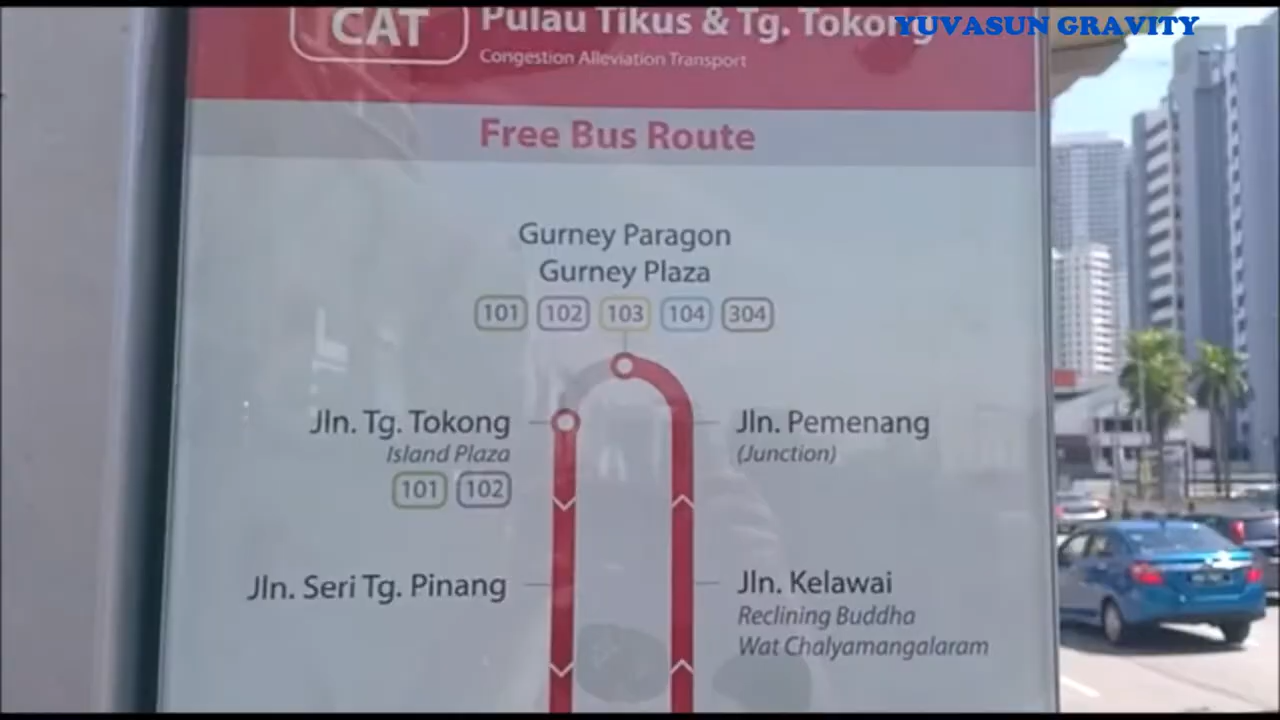 CAT
Pulau Tikus & Tg. Tokong
YUVASUN GRAVITY
Congestion Alleviation Transport
Free Bus Route
Gurney Paragon
Gurney Plaza
101 102 103 104 304
Jln. Tg. Tokong
Island Plaza
101 102
Jln. Pemenang
(Junction)
Jln. Seri Tg. Pinang
Jln. Kelawai
Reclining Buddha
Wat Chalyamangalaram